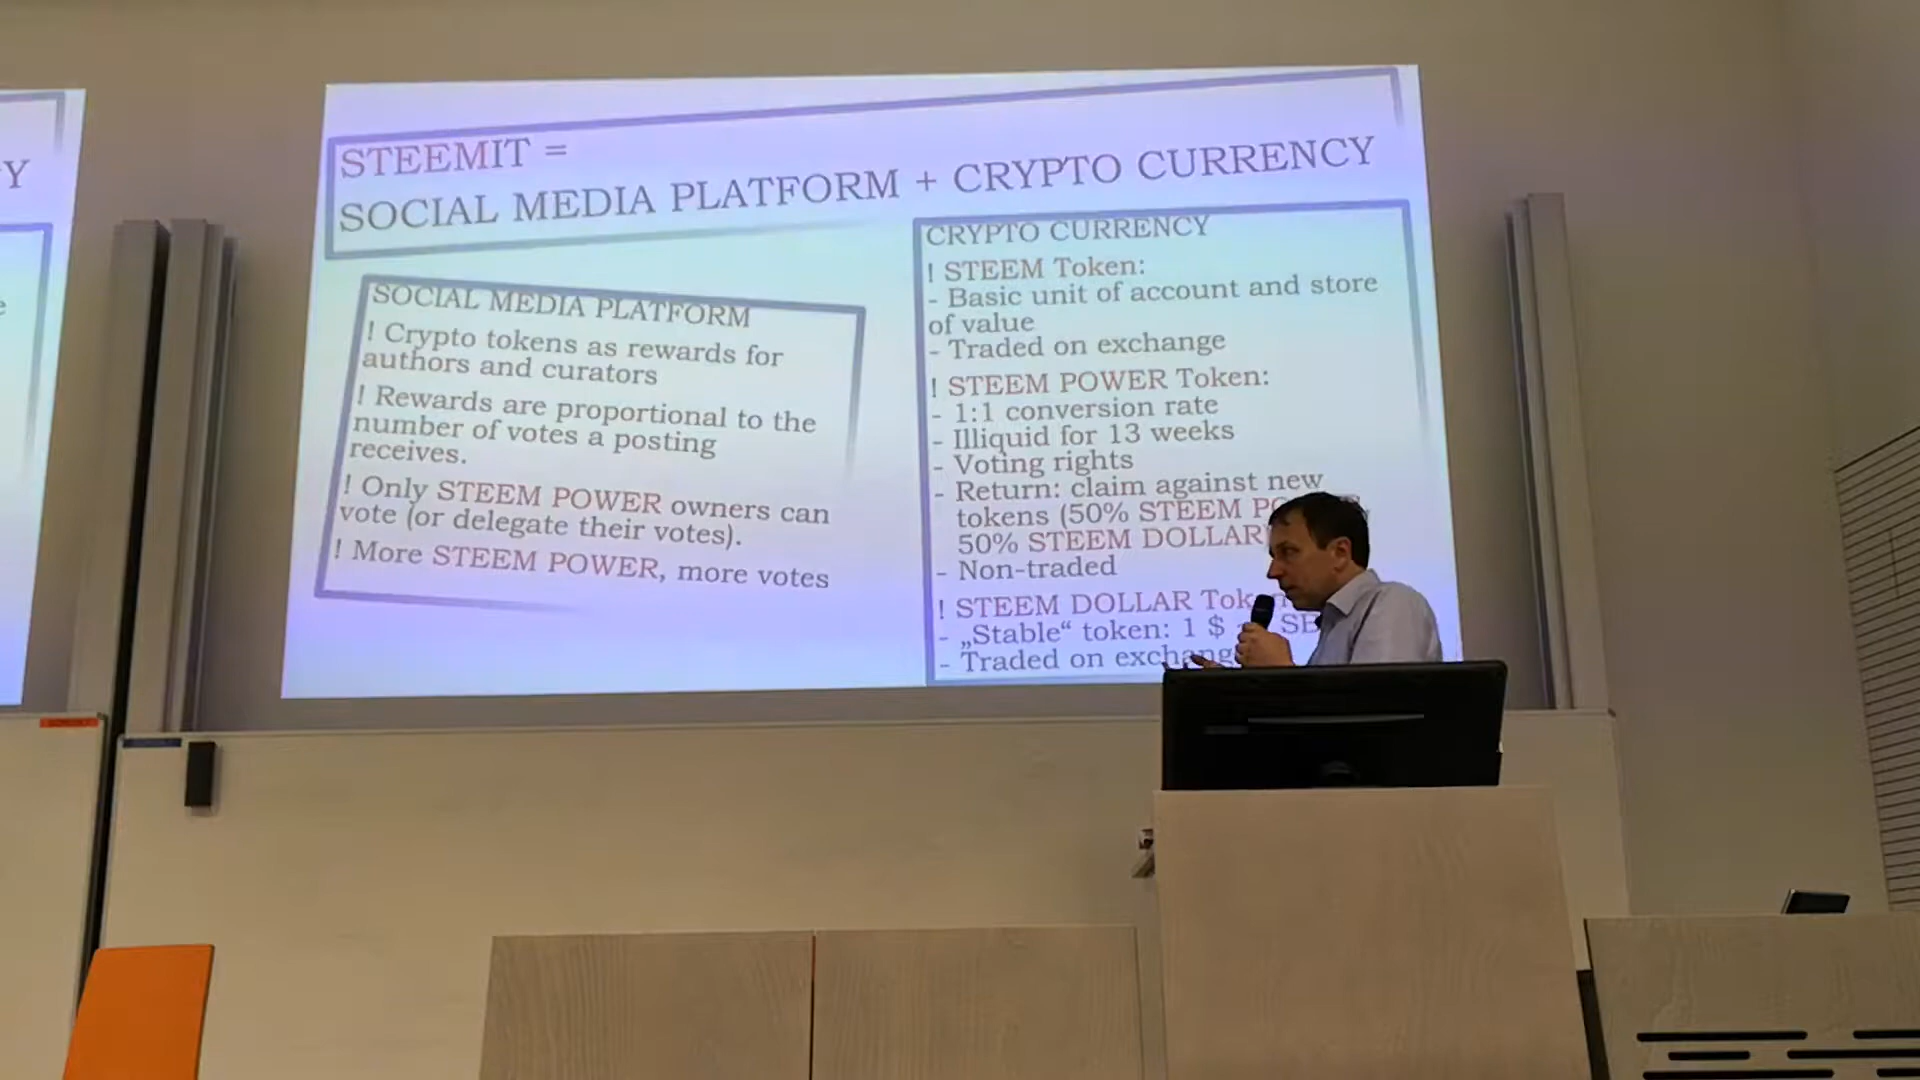 Y
STEEMIT =
SOCIAL MEDIA PLATFORM + CRYPTO CURRENCY
SOCIAL MEDIA PLATFORM
! Crypto tokens as rewards for
authors and curators
! Rewards are proportional to the
number of votes a posting
receives.
! Only STEEM POWER owners can
vote (or delegate their votes).
! More STEEM POWER, more votes
CRYPTO CURRENCY
! STEEM Token:
- Basic unit of account and store
of value
- Traded on exchange
! STEEM POWER Token:
- 1:1 conversion rate
- Illiquid for 13 weeks
- Voting rights
- Return: claim against new
tokens (50% STEEM
50% STEEM DOLLAR
- Non-traded
! STEEM DOLLAR
- „Stable“ token: 1 $
- Traded on